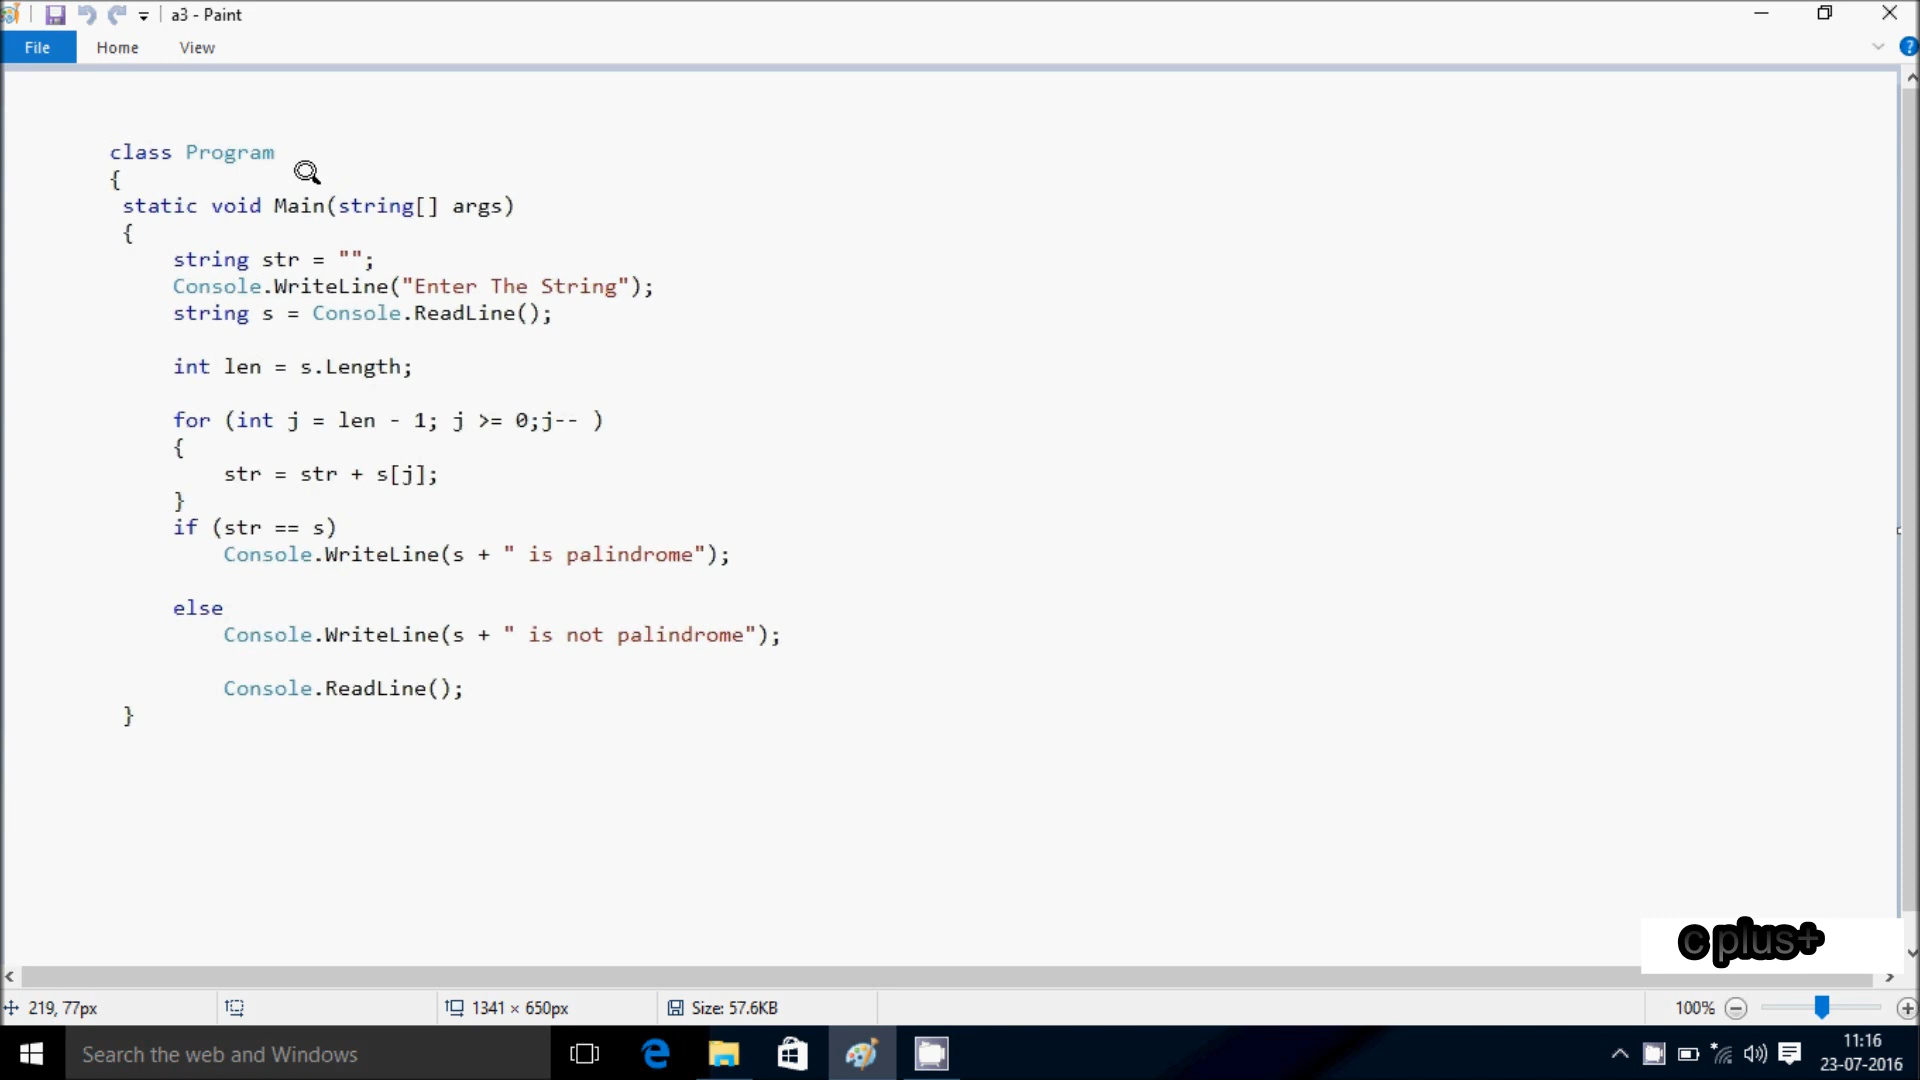 a3 - Paint
File Home View
class Program
{
static void Main(string[] args)
{
string str = "";
Console.WriteLine("Enter The String");
string s = Console.ReadLine();
int len = s.Length;
for (int j = len - 1; j >= 0;j-- )
{
str = str + s[j];
}
if (str == s)
Console.WriteLine(s + " is palindrome");
else
Console.WriteLine(s + " is not palindrome");
Console.ReadLine();
}
c plus+
219, 77px 1341 × 650px Size: 57.6KB 100%
Search the web and Windows
11:16
23-07-2016